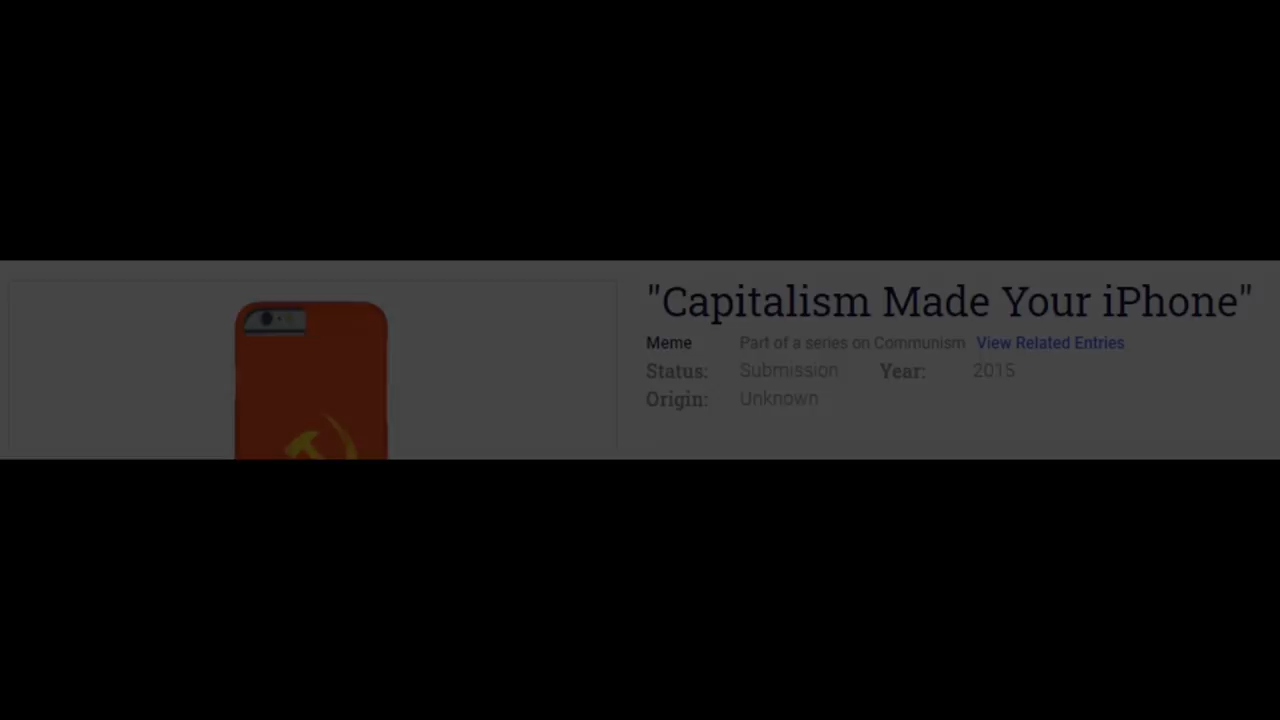 "Capitalism Made Your iPhone"
Meme Part of a series on Communism View Related Entries
Status: Submission Year: 2015
Origin: Unknown